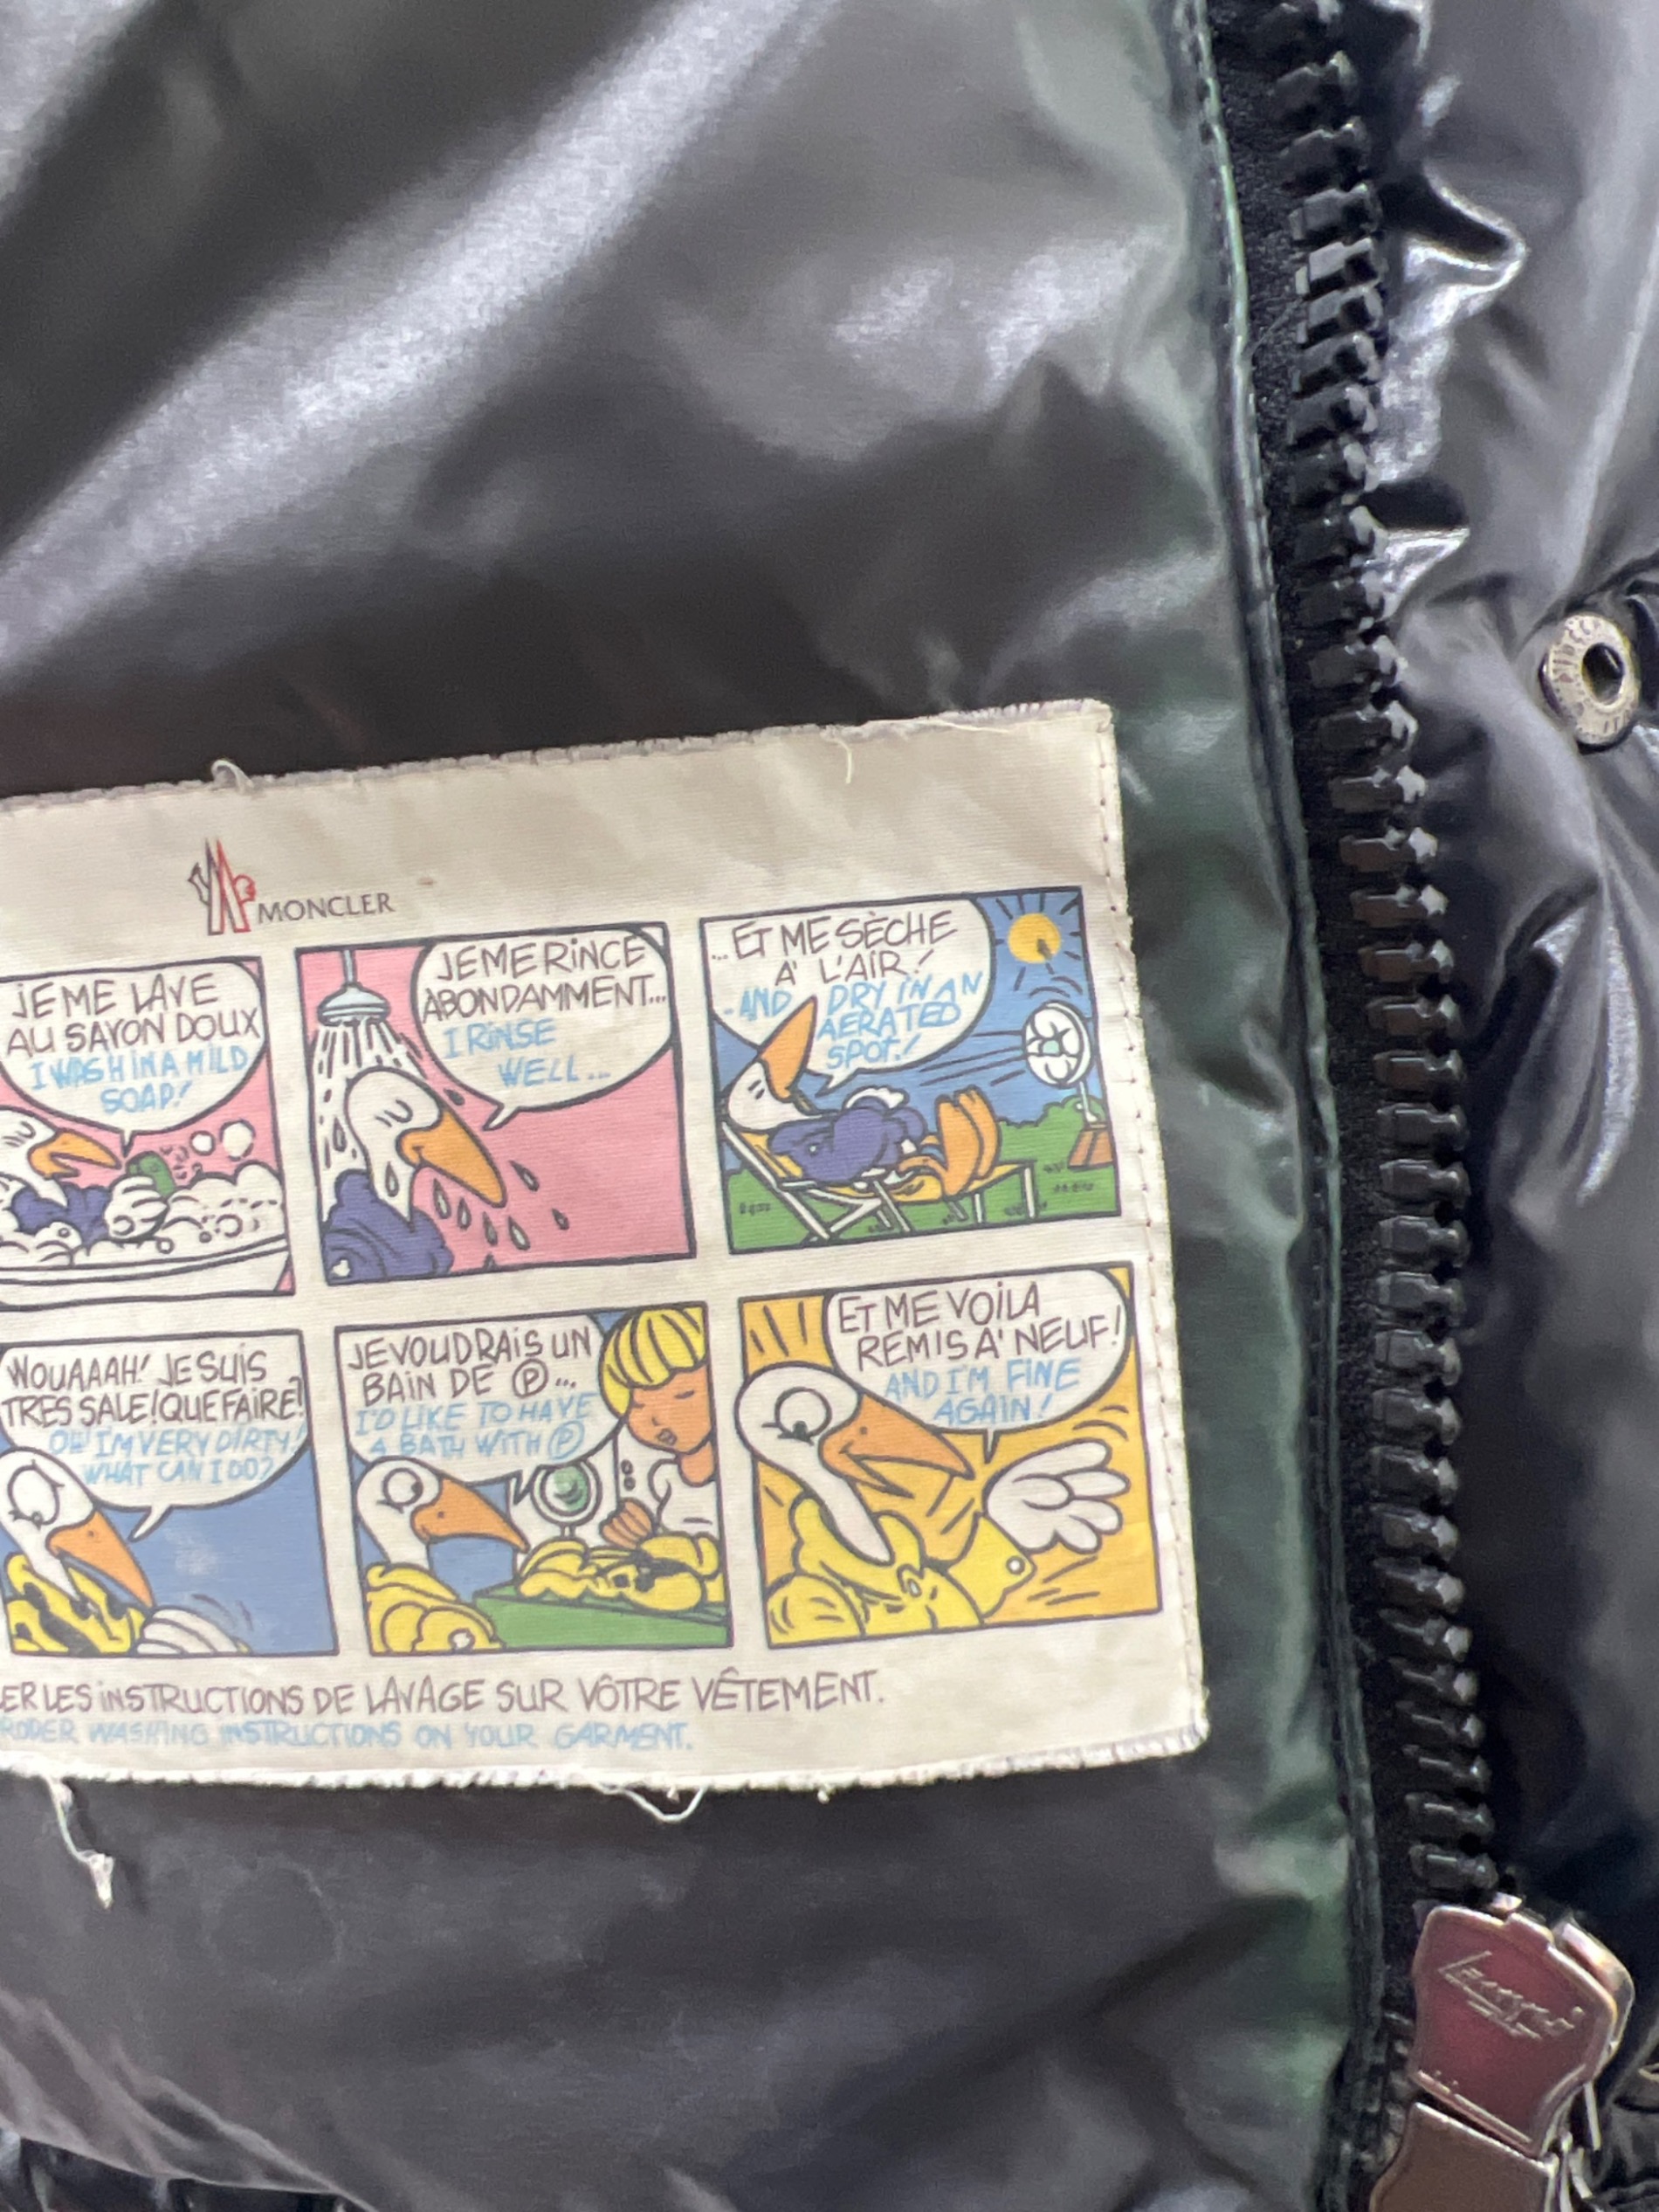 MONCLER
JE ME LAVE
AU SAVON DOUX
I WASH IN A MILD
SOAP!
JE ME RINCE
ABONDAMMENT...
I RINSE
WELL...
...ET ME SÈCHE
À L'AIR!
-AND DRY IN AN
AERATED
SPOT!
WOUAAAH! JE SUIS
TRES SALE! QUE FAIRE?
OH I'M VERY DIRTY!
WHAT CAN I DO?
JE VOUDRAIS UN
BAIN DE Ⓟ...
I'D LIKE TO HAVE
A BATH WITH Ⓟ
ET ME VOILA
REMIS A' NEUF!
AND I'M FINE
AGAIN!
LES INSTRUCTIONS DE LAVAGE SUR VÔTRE VÊTEMENT.
WASHING INSTRUCTIONS ON YOUR GARMENT.